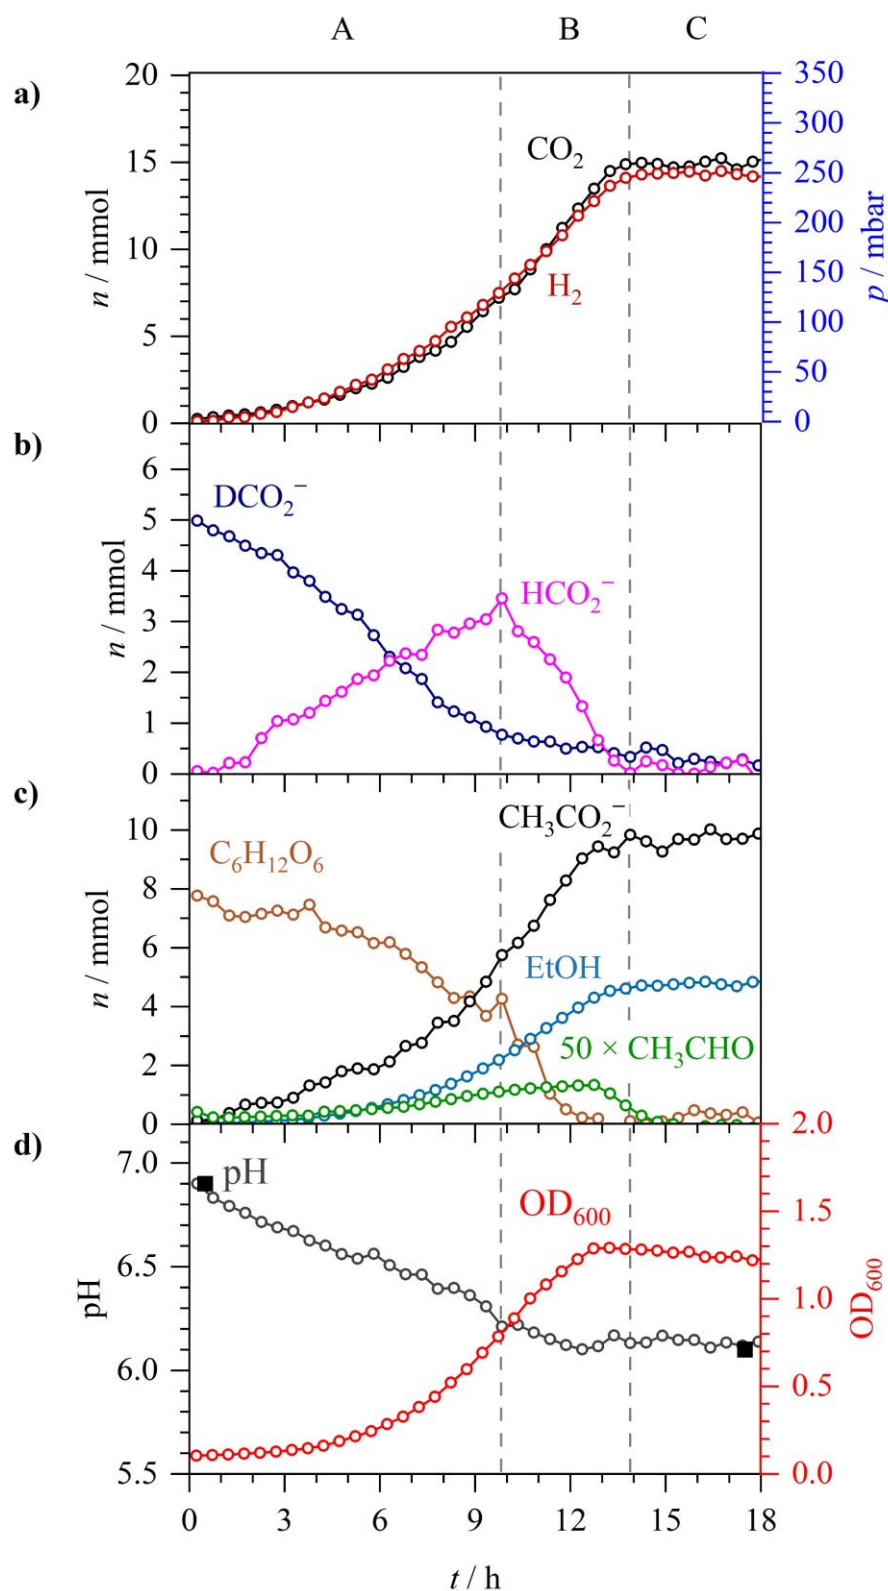 A B C
a)
20
15
10
5
0
n / mmol
CO₂
H₂
350
300
250
200
150
100
50
0
p / mbar
b)
6
5
4
3
2
1
0
n / mmol
DCO₂⁻
HCO₂⁻
c)
10
8
6
4
2
0
n / mmol
C₆H₁₂O₆
CH₃CO₂⁻
EtOH
50 × CH₃CHO
d)
7.0
6.5
6.0
5.5
pH
pH
OD₆₀₀
2.0
1.5
1.0
0.5
0.0
OD₆₀₀
0 3 6 9 12 15 18
t / h